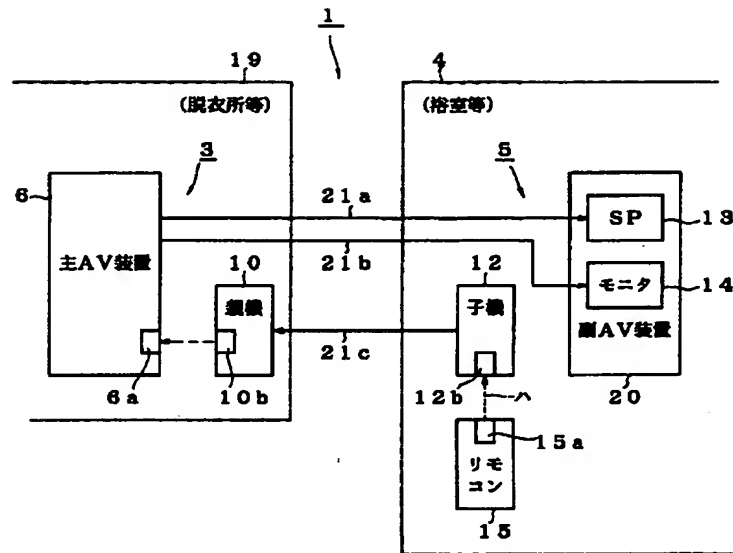 1
19
4
(脱衣所等)
(浴室等)
3
5
6
21a
SP
13
主AV装置
21b
10
12
モニタ
14
親機
子機
副AV装置
21c
6a
10b
12b
ハ
20
15a
リモ
コン
15